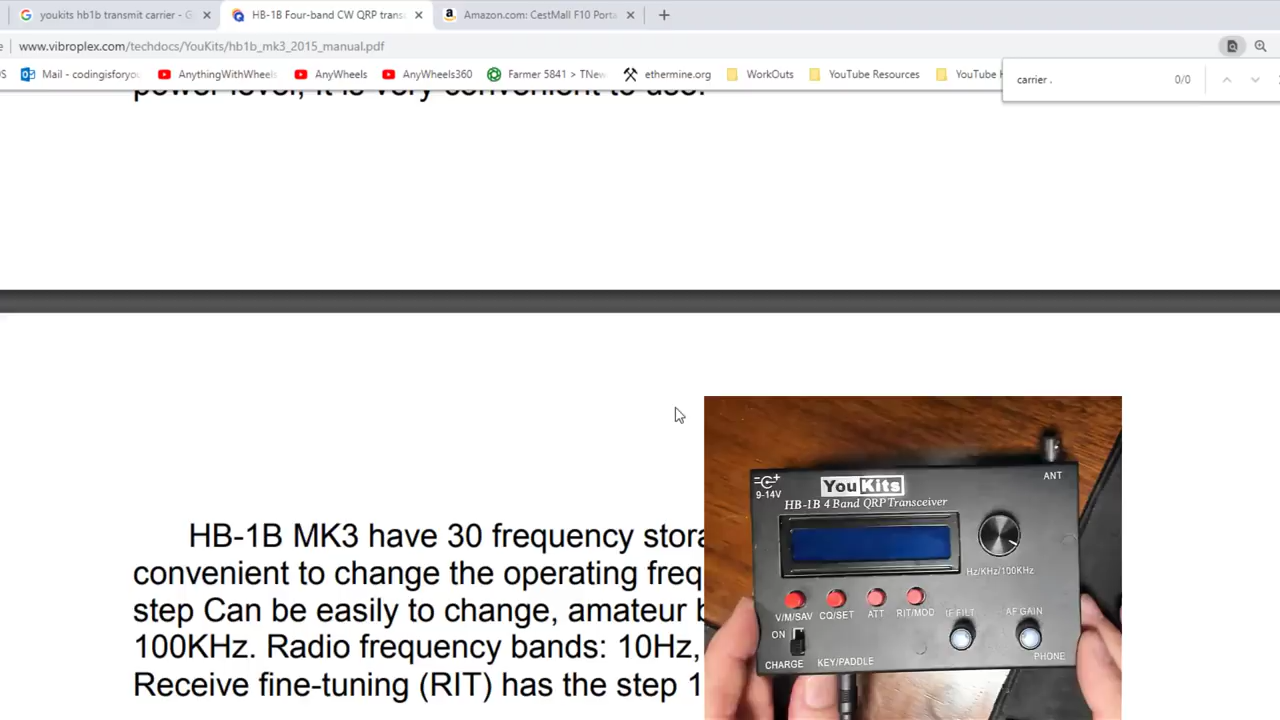 youkits hb1b transmit carrier - G
HB-1B Four-band CW QRP trans
Amazon.com: CestMall F10 Porta
www.vibroplex.com/techdocs/YouKits/hb1b_mk3_2015_manual.pdf
Mail - codingisforyou
AnythingWithWheels
AnyWheels
AnyWheels360
Farmer 5841 > TNew
ethermine.org
WorkOuts
YouTube Resources
YouTube
carrier .
0/0
power level, it is very convenient to use.
HB-1B MK3 have 30 frequency stora
convenient to change the operating freq
step Can be easily to change, amateur b
100KHz. Radio frequency bands: 10Hz,
Receive fine-tuning (RIT) has the step 1
9-14V
YouKits
HB-1B 4 Band QRP Transceiver
ANT
Hz/KHz/100KHz
V/M/SAV
CQ/SET
ATT
RIT/MOD
IF FILT
AF GAIN
ON
CHARGE
KEY/PADDLE
PHONE